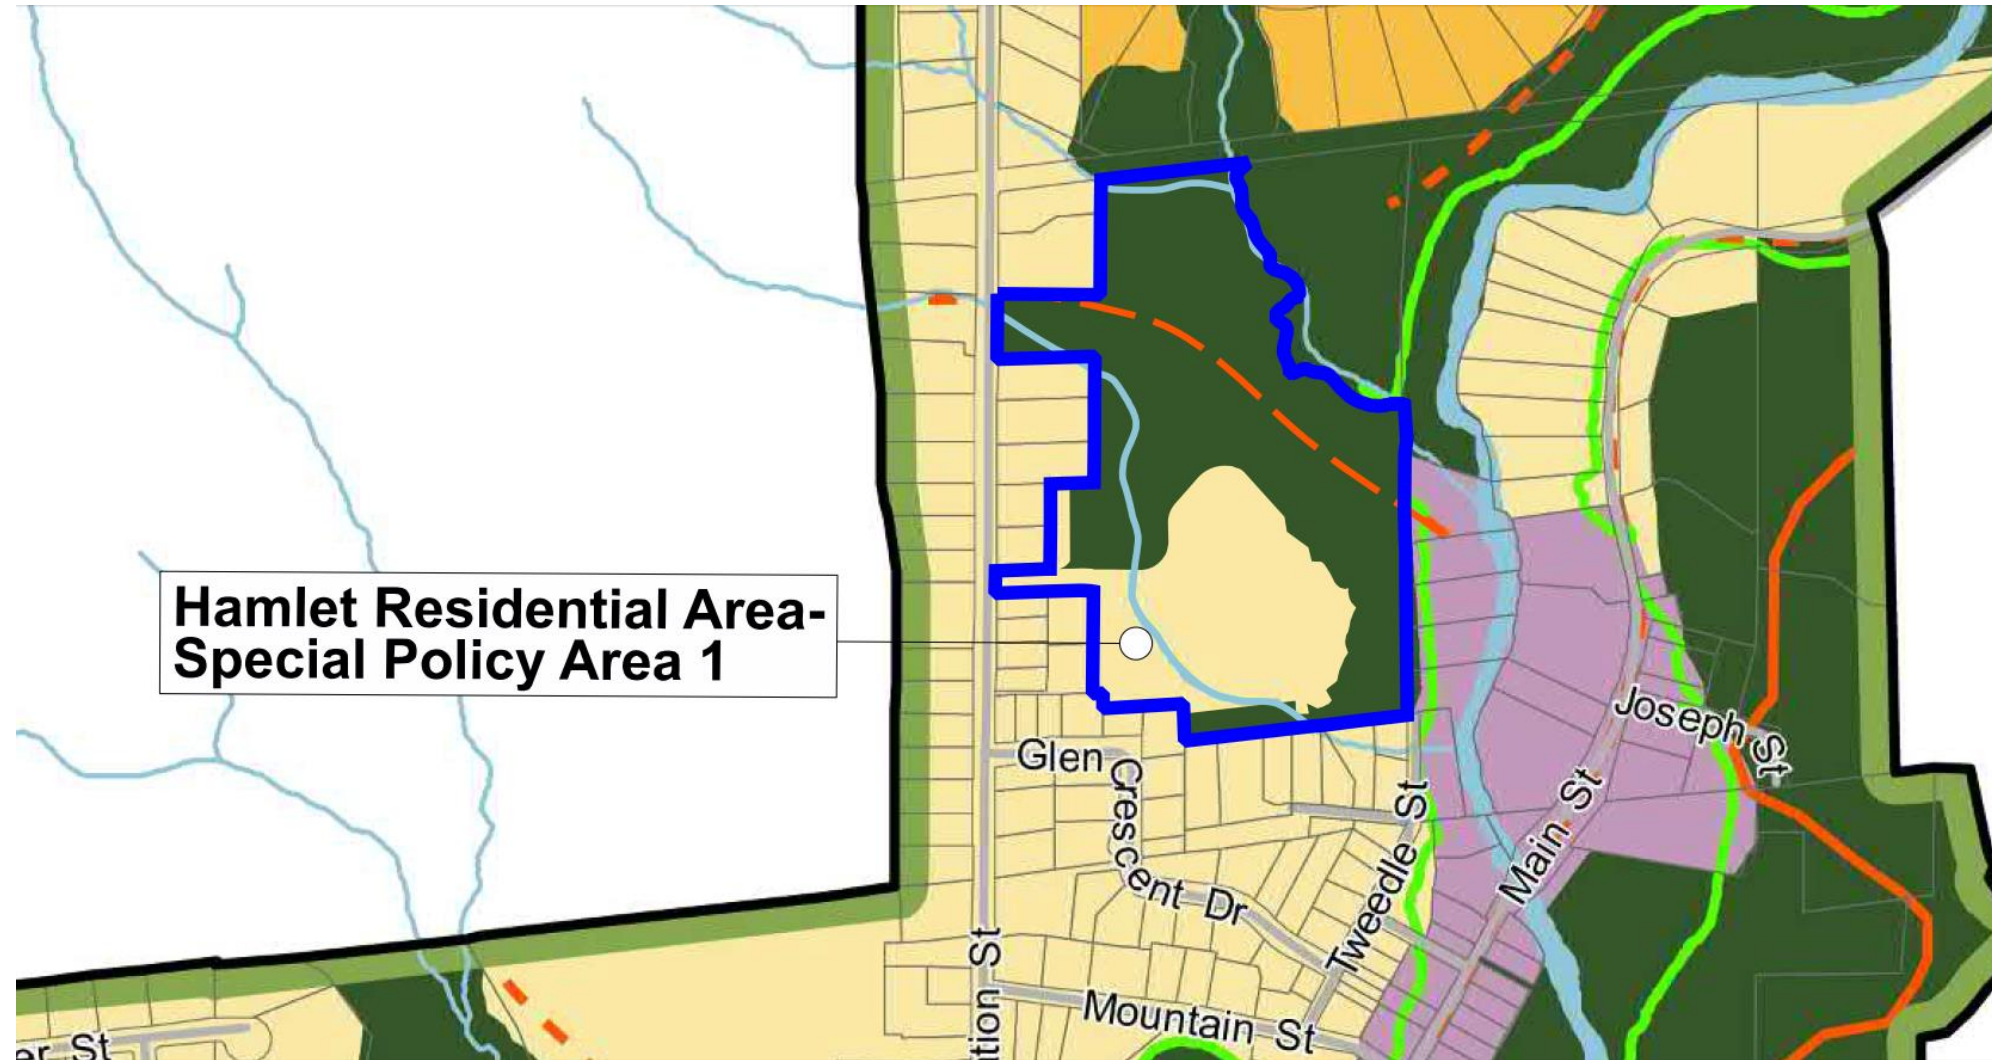 Hamlet Residential Area-
Special Policy Area 1
Joseph St
Glen Crescent Dr
Tweedle St
Main St
Mountain St
St
St